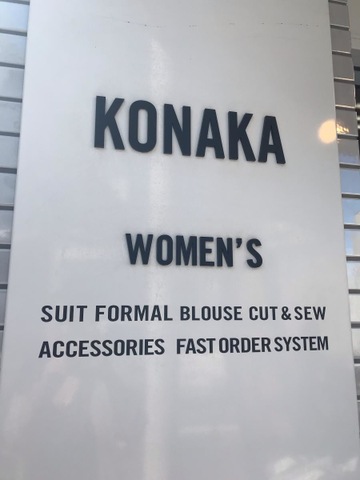 KONAKA
WOMEN'S
SUIT FORMAL BLOUSE CUT & SEW
ACCESSORIES FAST ORDER SYSTEM